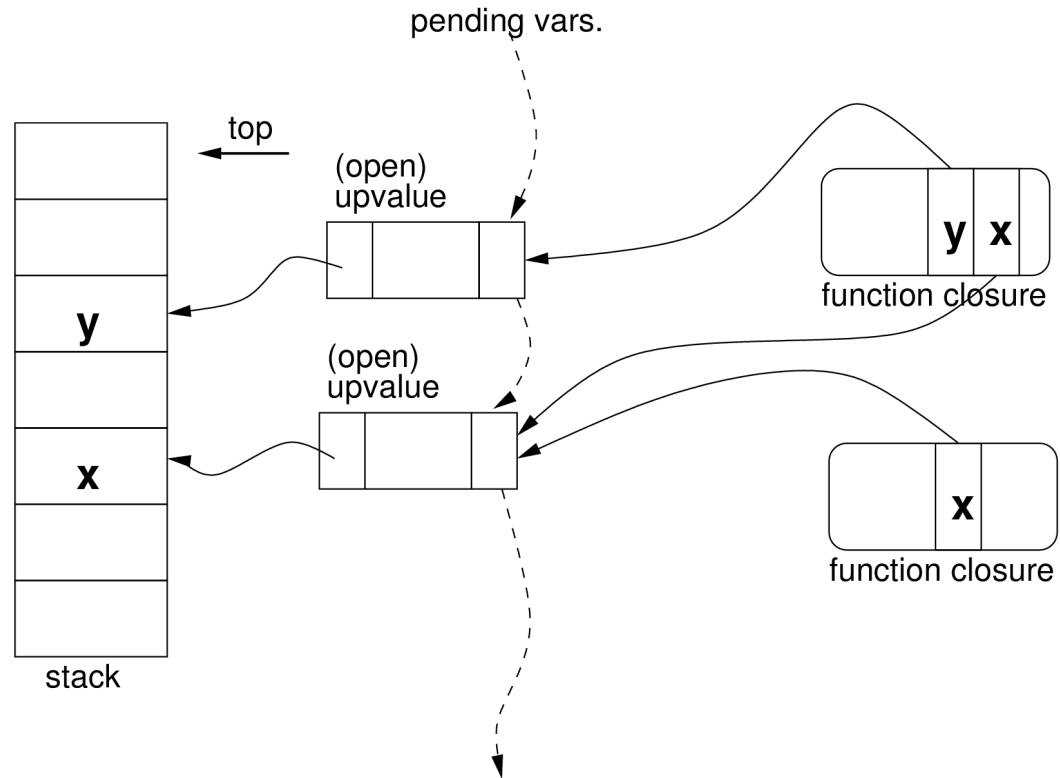 pending vars.
top
(open)
upvalue
y x
function closure
y
(open)
upvalue
x
x
function closure
stack